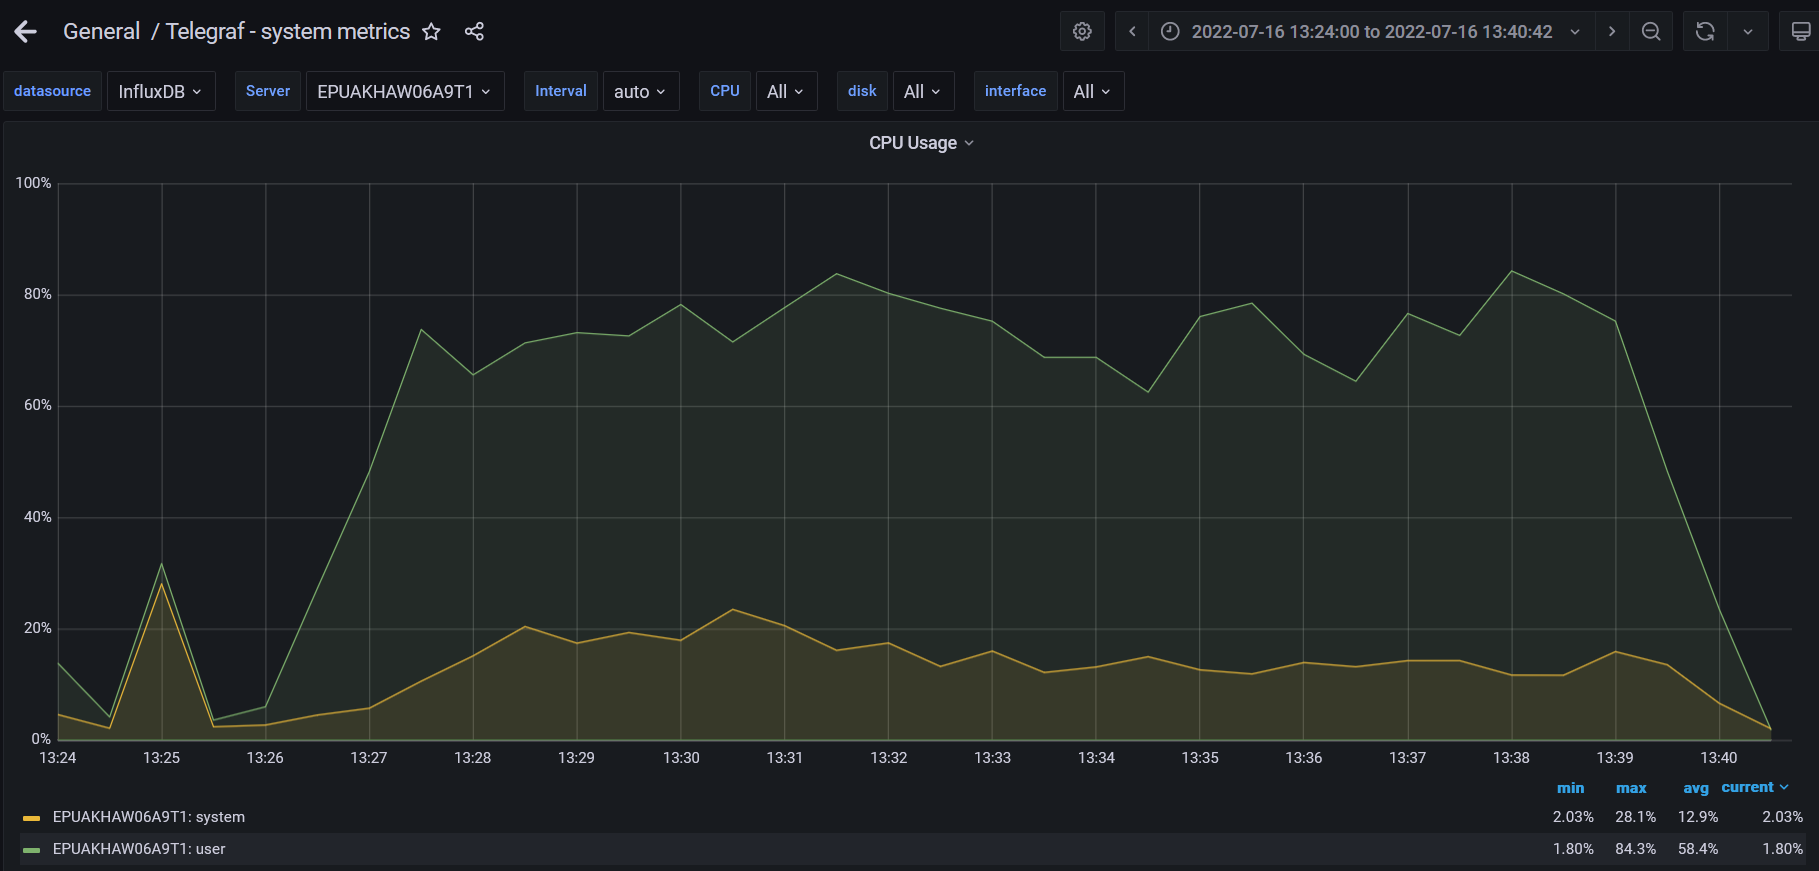 General / Telegraf - system metrics 2022-07-16 13:24:00 to 2022-07-16 13:40:42
datasource InfluxDB Server EPUAKHAW06A9T1 Interval auto CPU All disk All interface All
CPU Usage
100%
80%
60%
40%
20%
0%
13:24 13:25 13:26 13:27 13:28 13:29 13:30 13:31 13:32 13:33 13:34 13:35 13:36 13:37 13:38 13:39 13:40
min max avg current
EPUAKHAW06A9T1: system 2.03% 28.1% 12.9% 2.03%
EPUAKHAW06A9T1: user 1.80% 84.3% 58.4% 1.80%